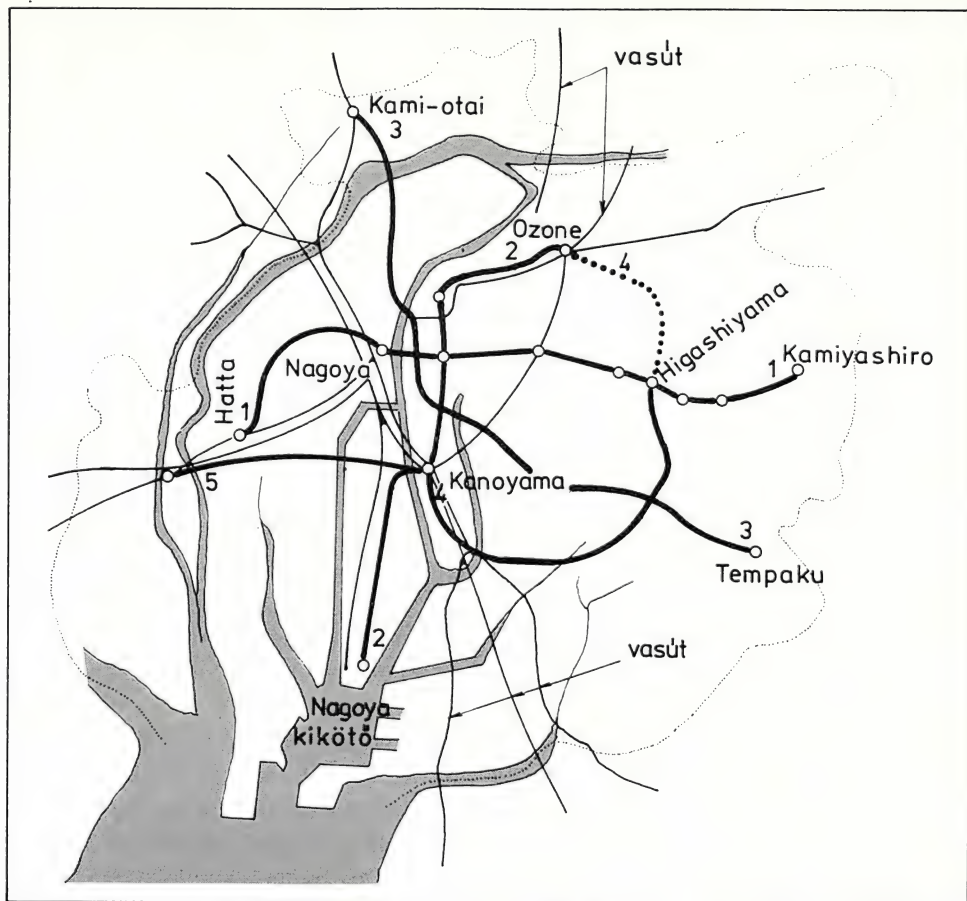 vasút
Kami-otai
3
Ozone
2
4
Higashiyama
Kamiyashiro
1
Nagoya
Hatta
1
Kanoyama
4
5
3
Tempaku
2
vasút
Nagoya
kikötő